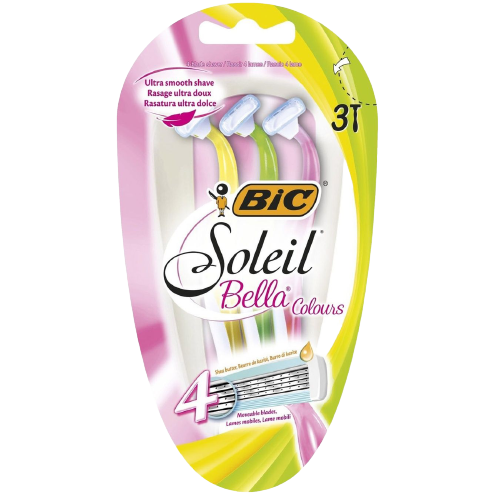 Ultra smooth shave
Rasage ultra doux
Rasatura ultra dolce
3
BiC
Soleil®
Bella®
Colours
Shea butter, Beurre de karité, Burro di karité
4
Moveable blades,
Lames mobiles, Lame mobili